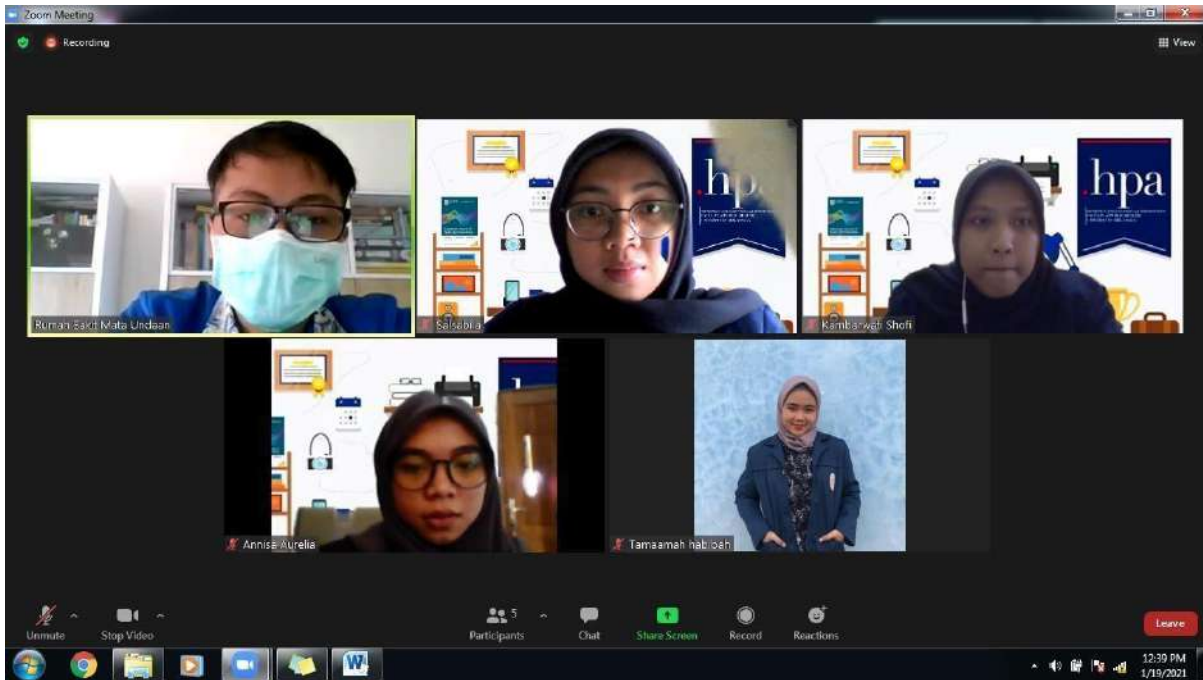 Zoom Meeting
Recording
View
.hp
.hpa
Rumah Sakit Mata Undaan
Salsabila
Kambarwati Shofi
Annisa Aurelia
Tamaamah habibah
Unmute
Stop Video
5
Participants
Chat
Share Screen
Record
Reactions
Leave
12:39 PM
1/19/2021